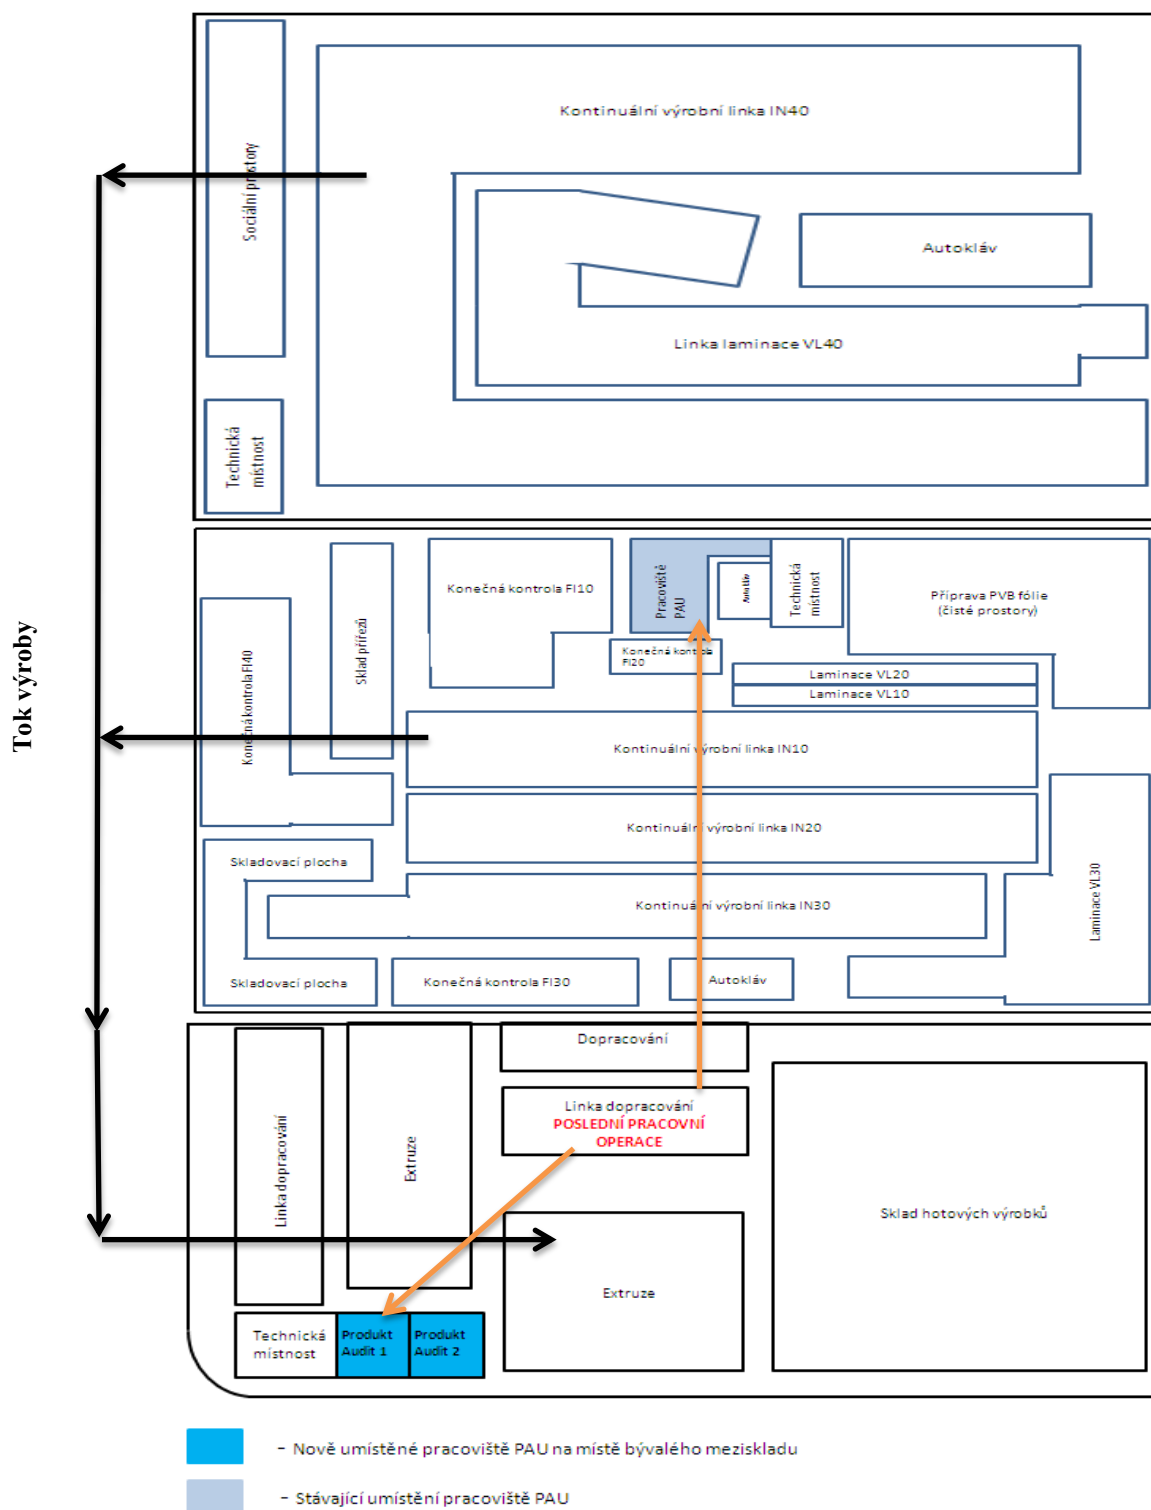 Tok výroby
Kontinuální výrobní linka IN40
Sociální prostory
Autokláv
Linka laminace VL40
Technická
místnost
Konečná kontrola FI10
Pracoviště
PAU
Autokláv
Technická
místnost
Příprava PVB fólie
(čisté prostory)
Sklad přířezů
Konečná kontrola FI40
Konečná kontrola
FI20
Laminace VL20
Laminace VL10
Kontinuální výrobní linka IN10
Kontinuální výrobní linka IN20
Skladovací plocha
Kontinuální výrobní linka IN30
Laminace VL30
Skladovací plocha
Konečná kontrola FI30
Autokláv
Dopracování
Linka dopracování
POSLEDNÍ PRACOVNÍ
OPERACE
Linka dopracování
Extruze
Sklad hotových výrobků
Extruze
Technická
místnost
Produkt
Audit 1
Produkt
Audit 2
- Nově umístěné pracoviště PAU na místě bývalého meziskladu
- Stávající umístění pracoviště PAU